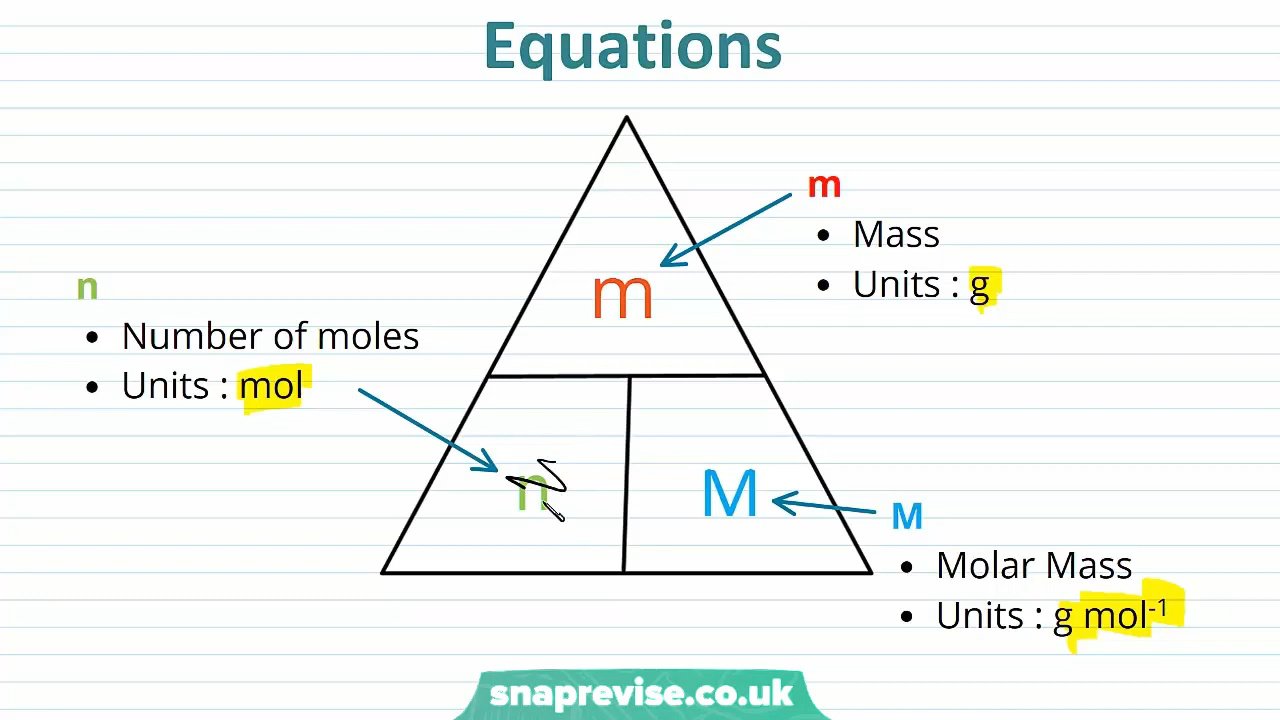 Equations
m
• Mass
• Units : g
n
• Number of moles
• Units : mol
m
n
M
M
• Molar Mass
• Units : g mol⁻¹
snaprevise.co.uk